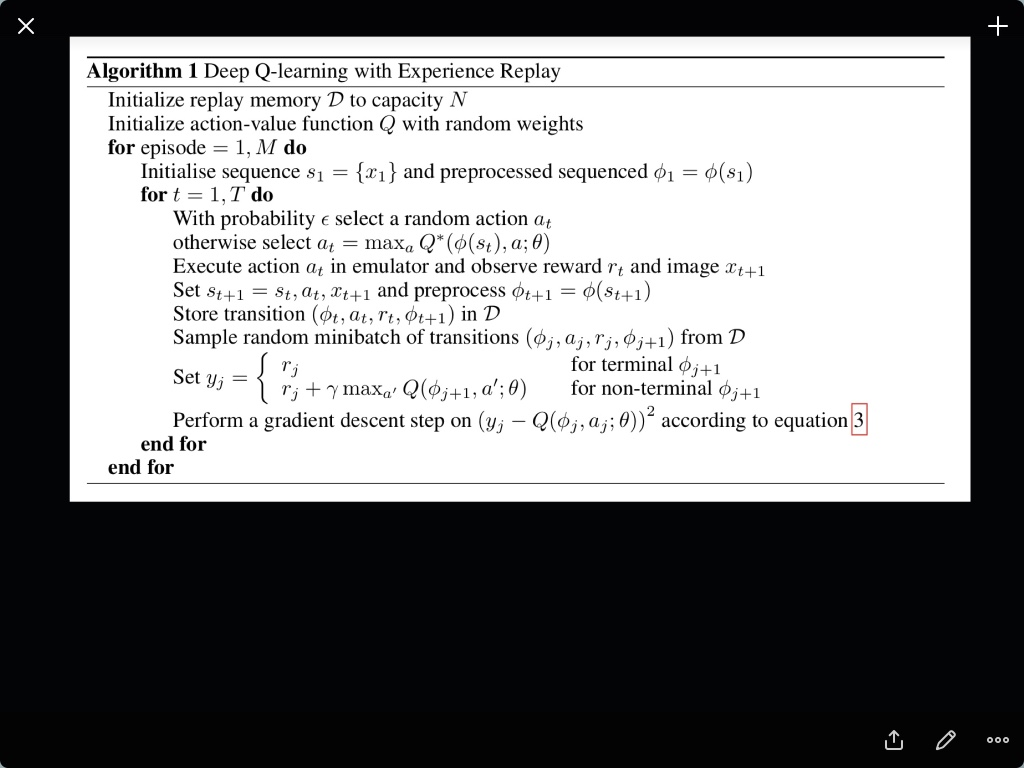 Algorithm 1 Deep Q-learning with Experience Replay
Initialize replay memory 𝒟 to capacity N
Initialize action-value function Q with random weights
for episode = 1, M do
Initialise sequence s₁ = {x₁} and preprocessed sequenced ϕ₁ = ϕ(s₁)
for t = 1, T do
With probability ϵ select a random action aₜ
otherwise select aₜ = maxₐ Q*(ϕ(sₜ), a; θ)
Execute action aₜ in emulator and observe reward rₜ and image xₜ₊₁
Set sₜ₊₁ = sₜ, aₜ, xₜ₊₁ and preprocess ϕₜ₊₁ = ϕ(sₜ₊₁)
Store transition (ϕₜ, aₜ, rₜ, ϕₜ₊₁) in 𝒟
Sample random minibatch of transitions (ϕⱼ, aⱼ, rⱼ, ϕⱼ₊₁) from 𝒟
Set yⱼ = { rⱼ for terminal ϕⱼ₊₁
rⱼ + γ maxₐ′ Q(ϕⱼ₊₁, a′; θ) for non-terminal ϕⱼ₊₁
Perform a gradient descent step on (yⱼ − Q(ϕⱼ, aⱼ; θ))² according to equation 3
end for
end for